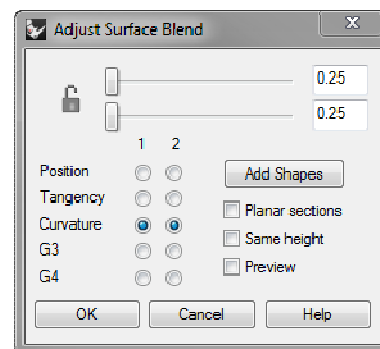 Adjust Surface Blend
0.25
0.25
1 2
Position
Tangency
Curvature
G3
G4
Add Shapes
Planar sections
Same height
Preview
OK Cancel Help